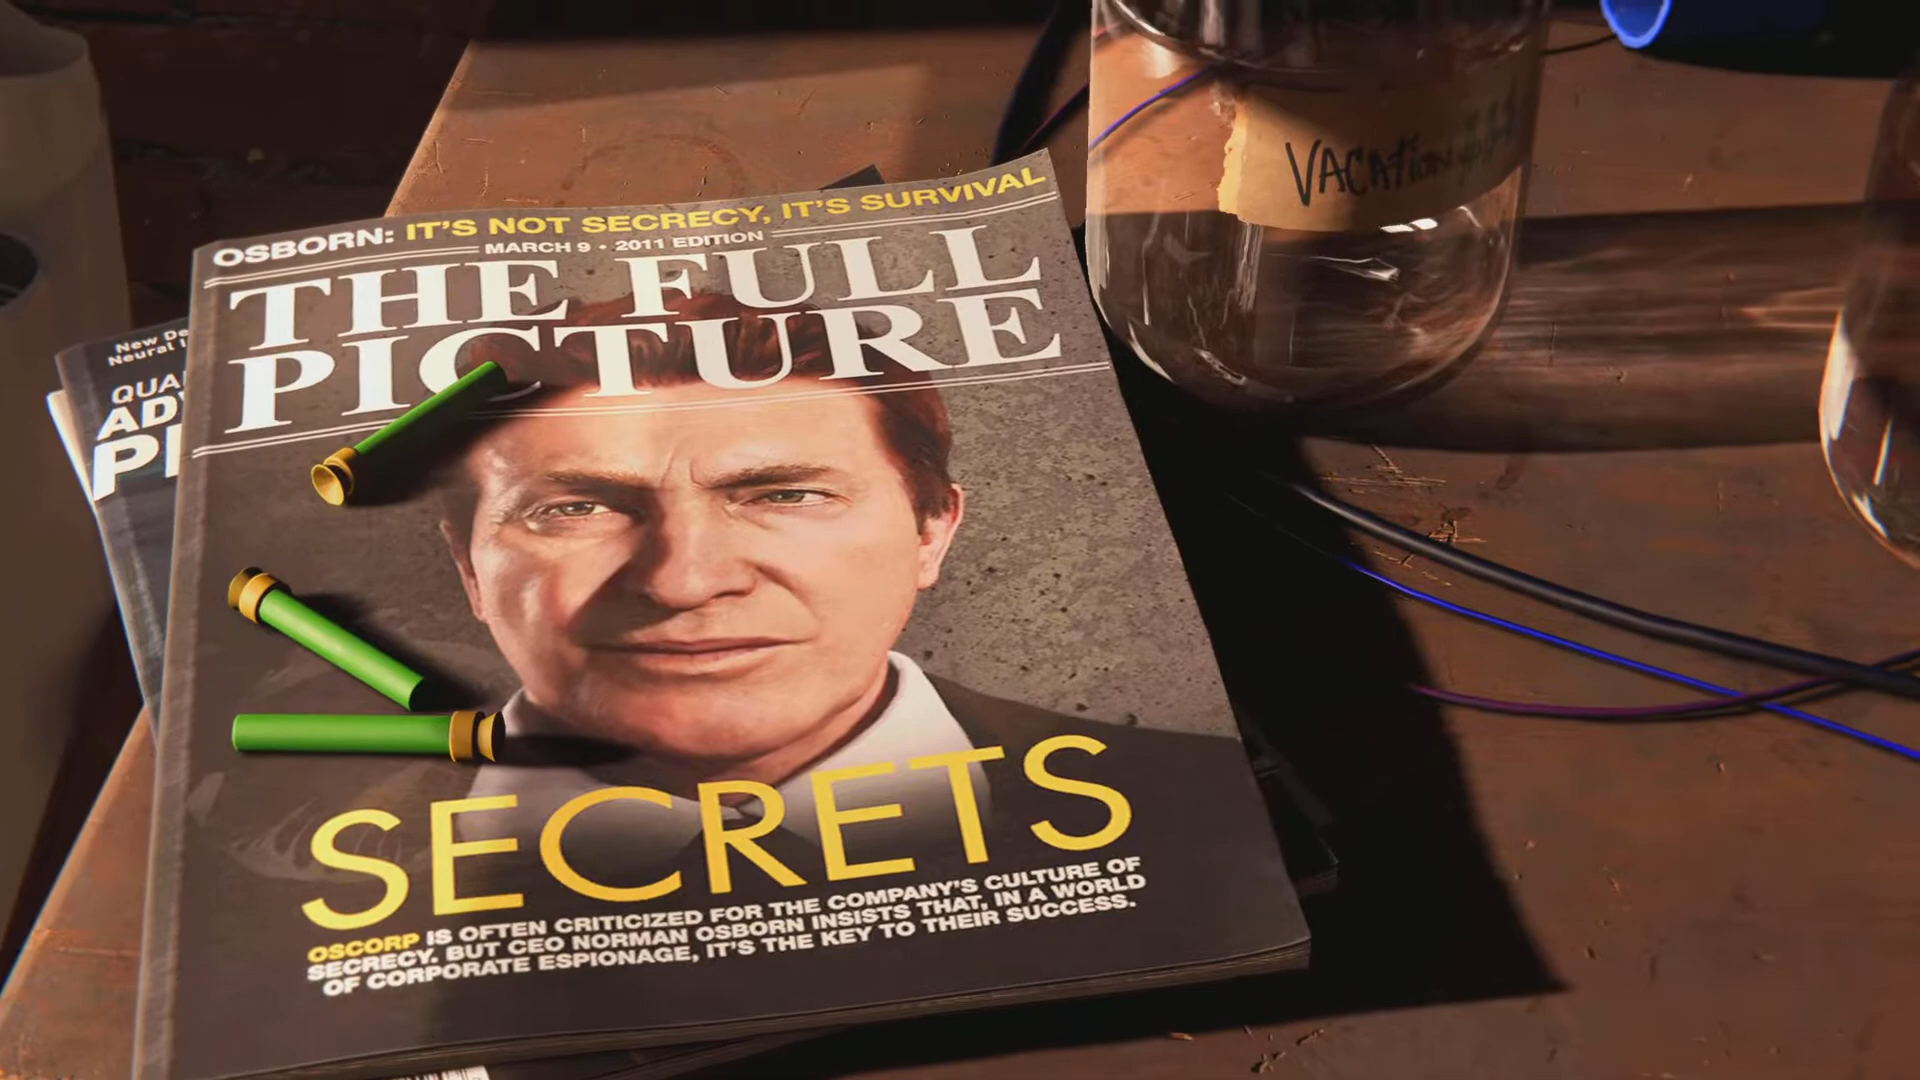 OSBORN: IT'S NOT SECRECY, IT'S SURVIVAL
MARCH 9 • 2011 EDITION
THE FULL
PICTURE
SECRETS
OSCORP IS OFTEN CRITICIZED FOR THE COMPANY'S CULTURE OF
SECRECY. BUT CEO NORMAN OSBORN INSISTS THAT, IN A WORLD
OF CORPORATE ESPIONAGE, IT'S THE KEY TO THEIR SUCCESS.
New De
Neural I
QUA
AD
P
VACATION